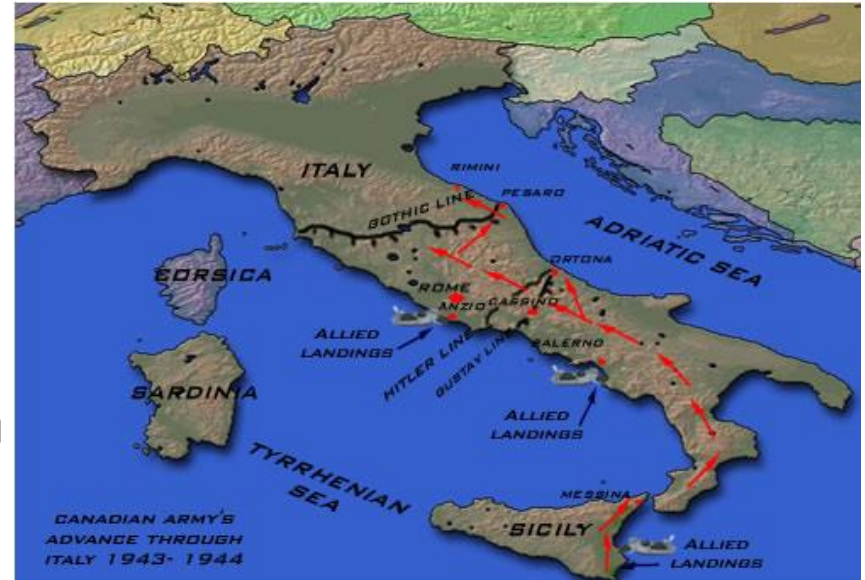 RIMINI
ITALY
PESARO
GOTHIC LINE
ADRIATIC SEA
CORSICA
ORTONA
ROME
ANZIO
CASSINO
ALLIED
LANDINGS
HITLER LINE
GUSTAV LINE
SALERNO
SARDINIA
ALLIED
LANDINGS
TYRRHENIAN
SEA
MESSINA
SICILY
CANADIAN ARMY'S
ADVANCE THROUGH
ITALY 1943- 1944
ALLIED
LANDINGS